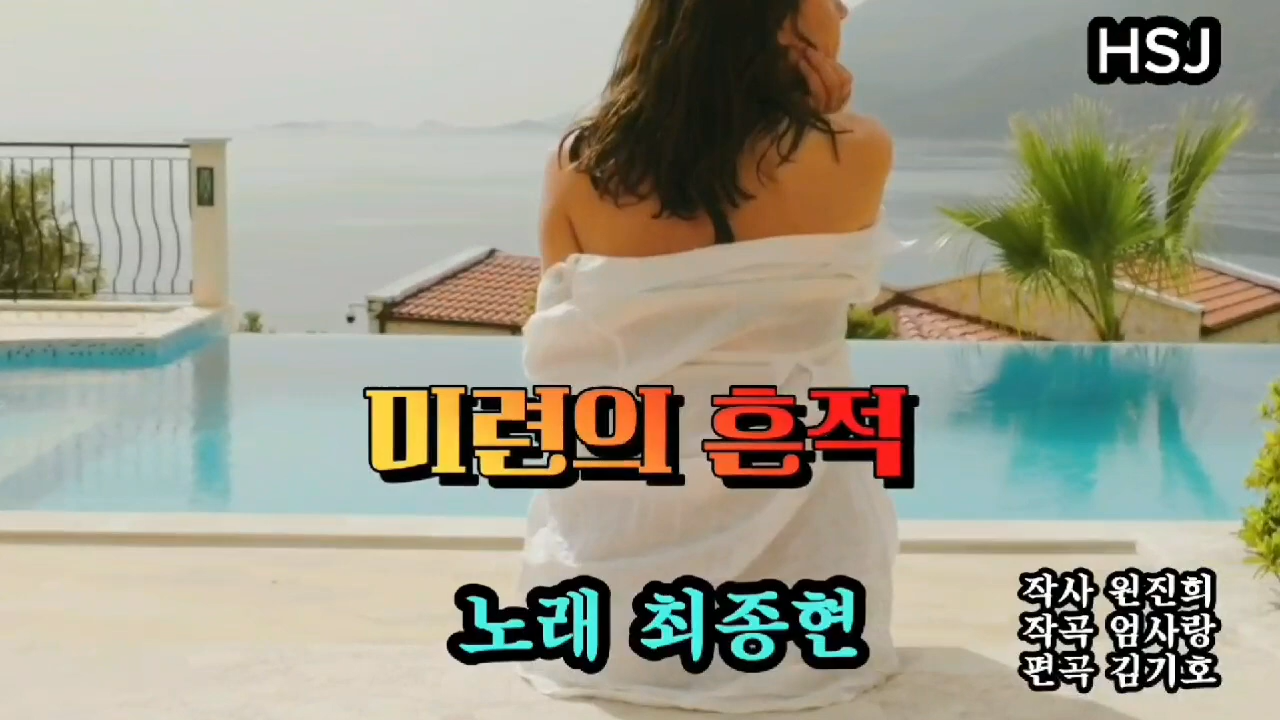 HSJ
미련의 흔적
노래 최종현
작사 원진희
작곡 엄사랑
편곡 김기호